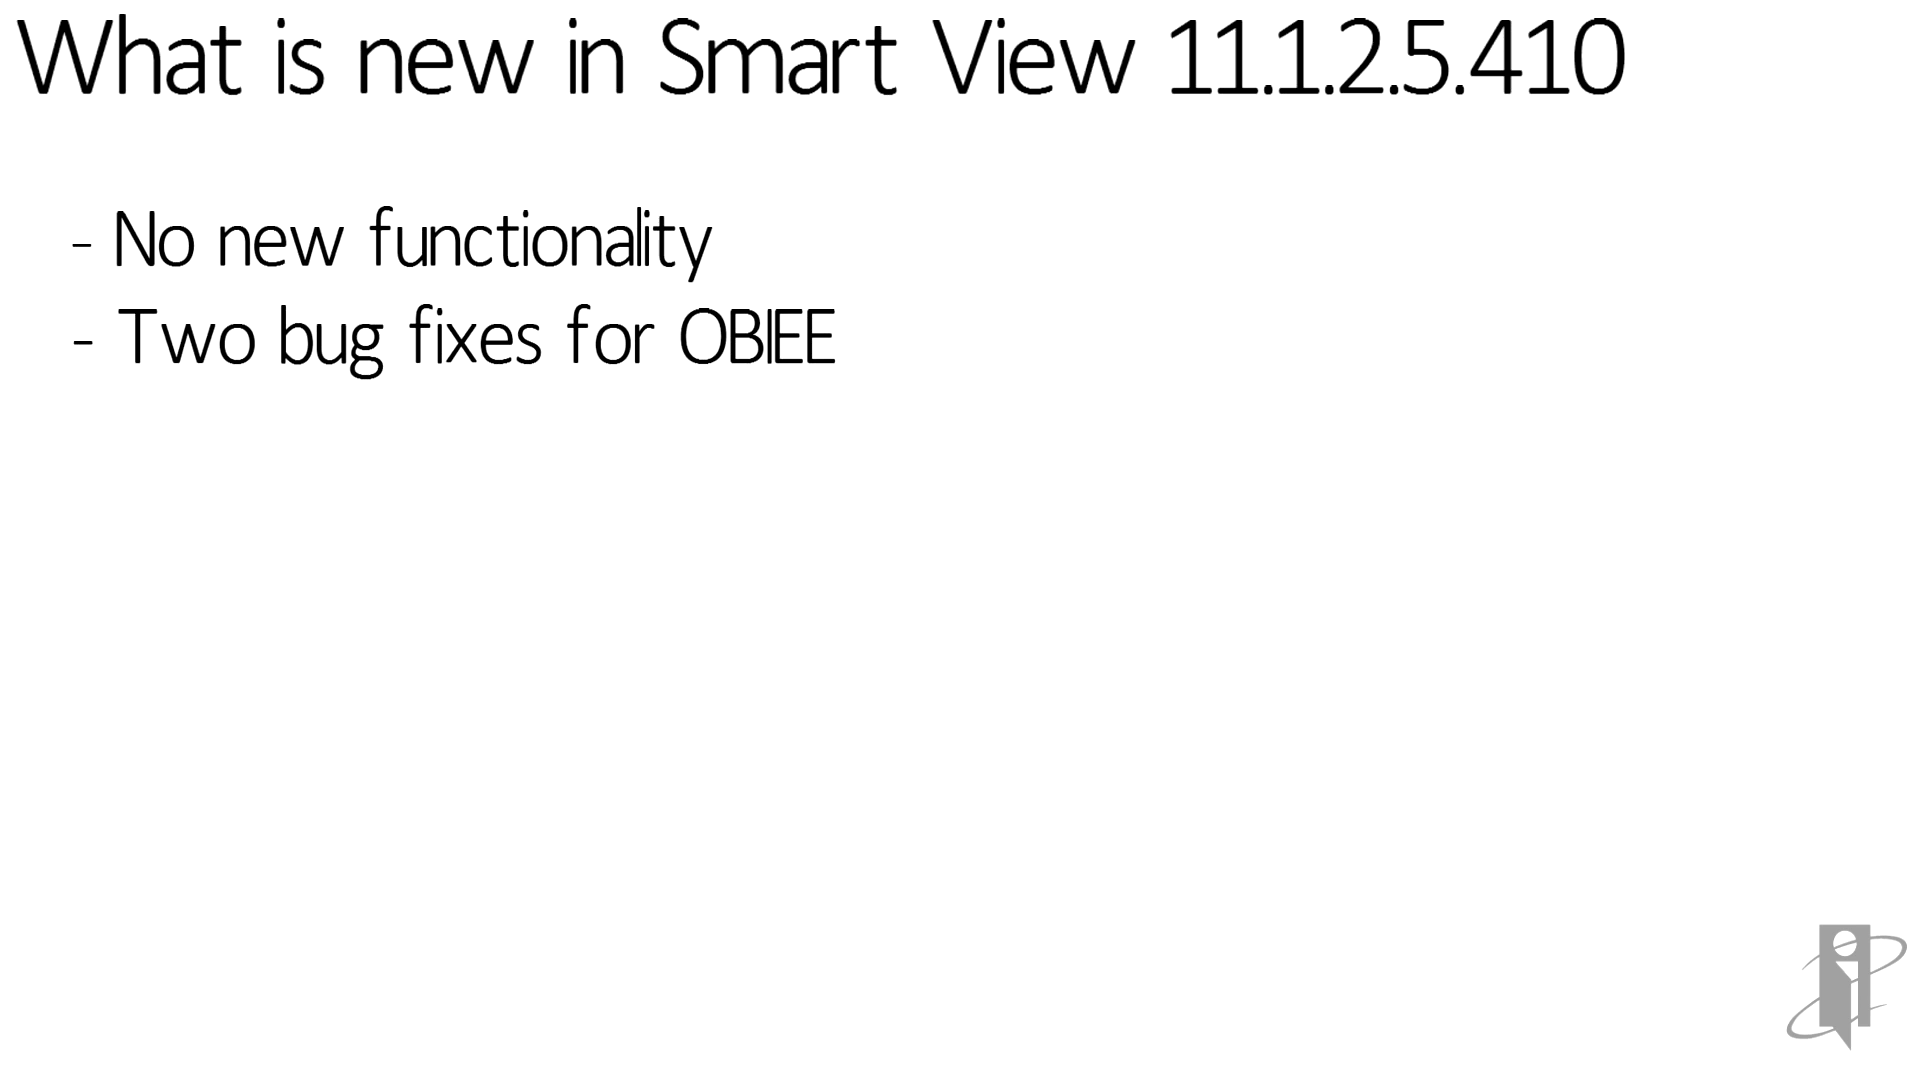 What is new in Smart View 11.1.2.5.410
- No new functionality
- Two bug fixes for OBIEE